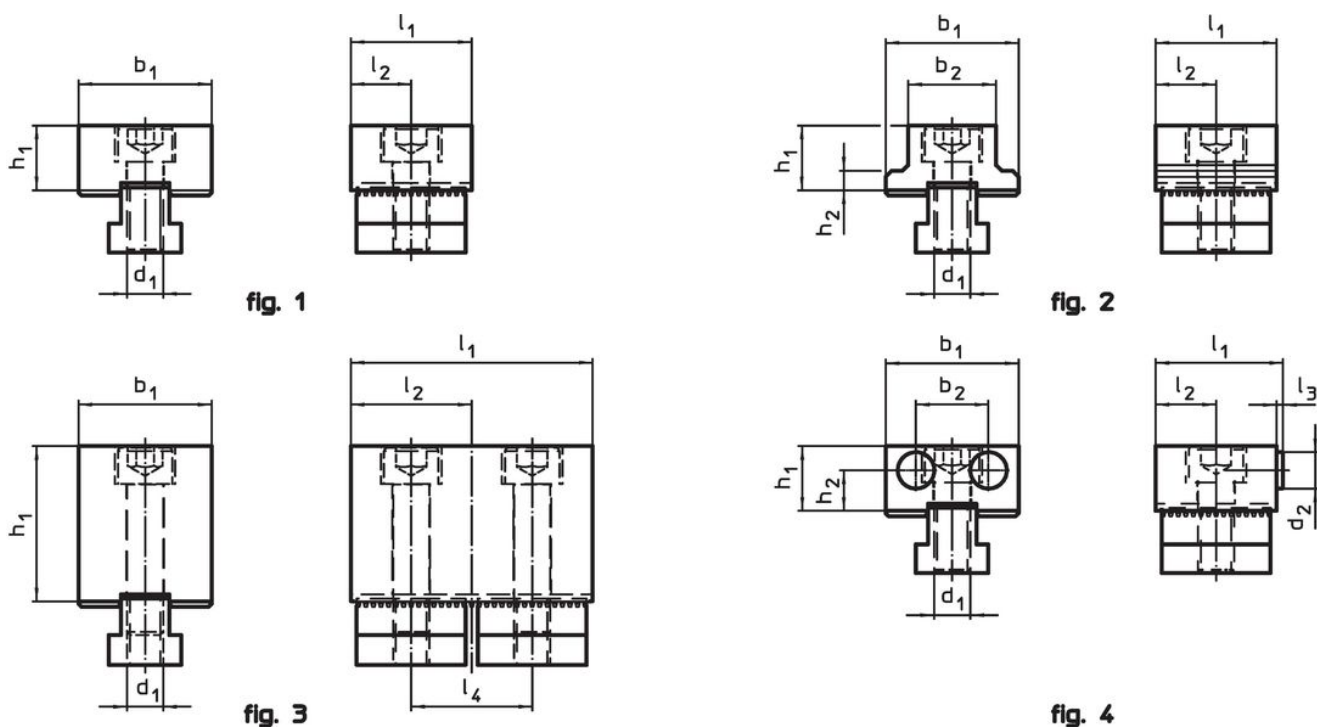 b₁
l₁
l₂
h₁
d₁
fig. 1
b₁
b₂
l₁
l₂
h₁
h₂
d₁
fig. 2
b₁
l₁
l₂
h₁
d₁
l₄
fig. 3
b₁
b₂
l₁
l₂
l₃
h₁
h₂
d₂
d₁
fig. 4